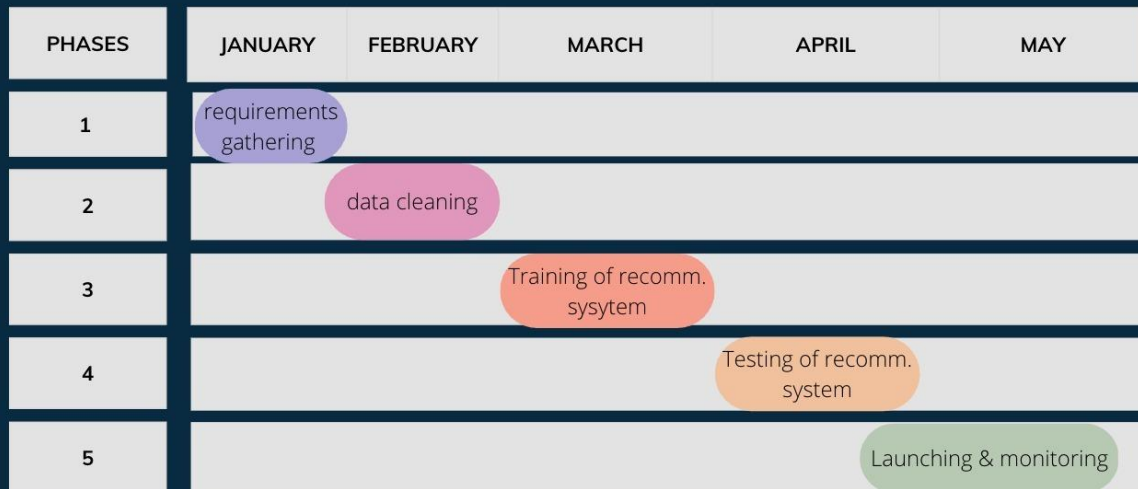 PHASES JANUARY FEBRUARY MARCH APRIL MAY
1
requirements
gathering
2
data cleaning
3
Training of recomm.
sysytem
4
Testing of recomm.
system
5
Launching & monitoring